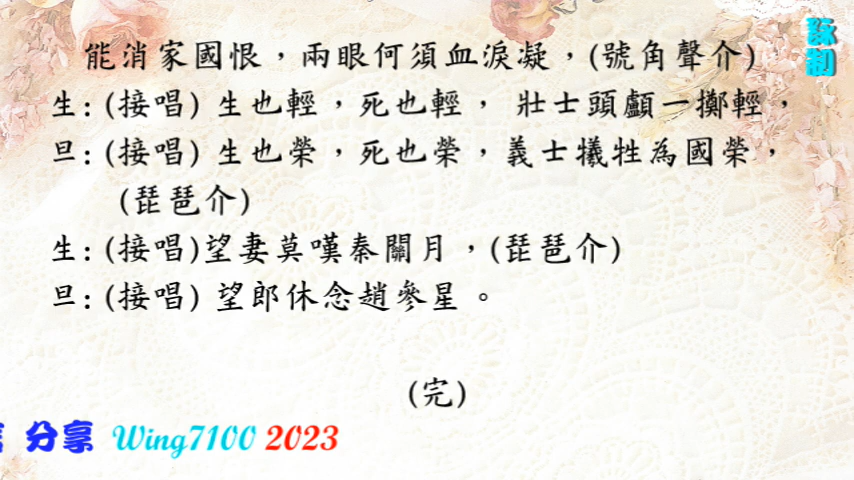 能消家國恨，兩眼何須血淚凝，(號角聲介)
生: (接唱) 生也輕，死也輕， 壯士頭顱一擲輕，
旦: (接唱) 生也榮，死也榮，義士犧牲為國榮，
(琵琶介)
生: (接唱)望妻莫嘆秦關月，(琵琶介)
旦: (接唱) 望郎休念趙參星。
(完)
分享 Wing7100 2023